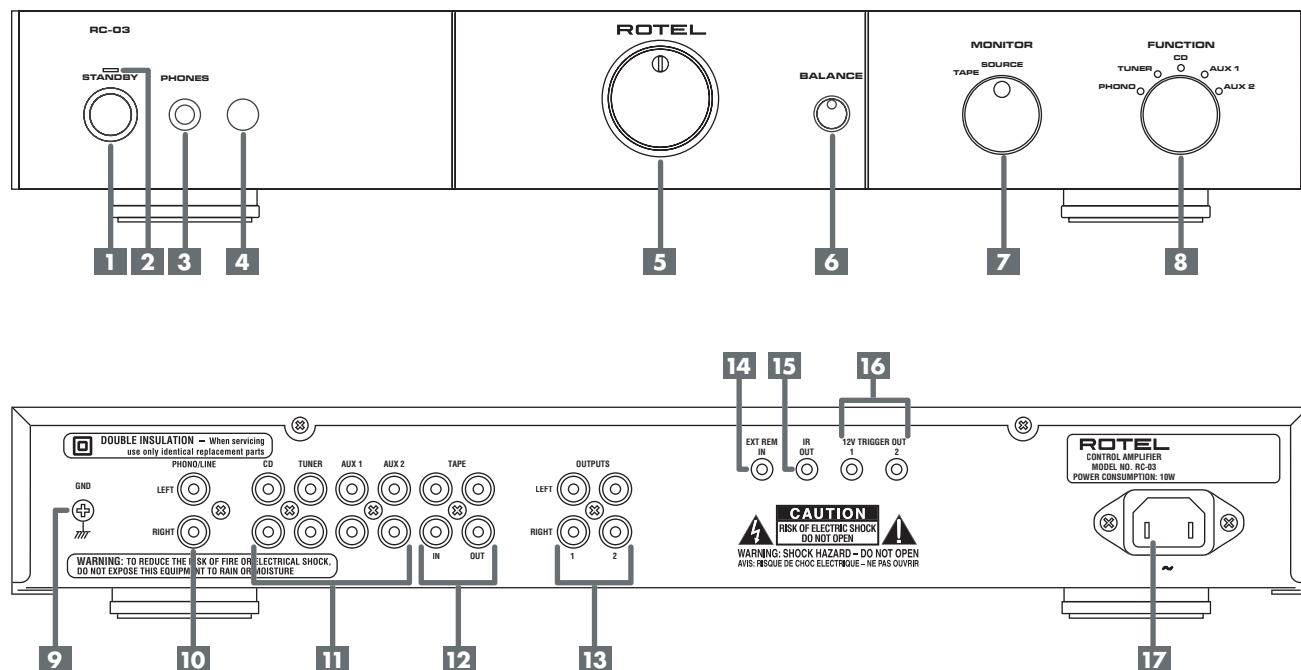 RC-03
STANDBY
PHONES
ROTEL
BALANCE
MONITOR
TAPE
SOURCE
FUNCTION
PHONO
TUNER
CD
AUX 1
AUX 2
1
2
3
4
5
6
7
8
14
15
16
DOUBLE INSULATION – When servicing
use only identical replacement parts
GND
PHONO/LINE
LEFT
RIGHT
CD
TUNER
AUX 1
AUX 2
TAPE
IN
OUT
OUTPUTS
LEFT
RIGHT
1
2
EXT REM
IN
IR
OUT
12V TRIGGER OUT
1
2
WARNING: TO REDUCE THE RISK OF FIRE OR ELECTRICAL SHOCK,
DO NOT EXPOSE THIS EQUIPMENT TO RAIN OR MOISTURE
CAUTION
RISK OF ELECTRIC SHOCK
DO NOT OPEN
WARNING: SHOCK HAZARD – DO NOT OPEN
AVIS: RISQUE DE CHOC ELECTRIQUE – NE PAS OUVRIR
ROTEL
CONTROL AMPLIFIER
MODEL NO. RC-03
POWER CONSUMPTION: 10W
~
9
10
11
12
13
17